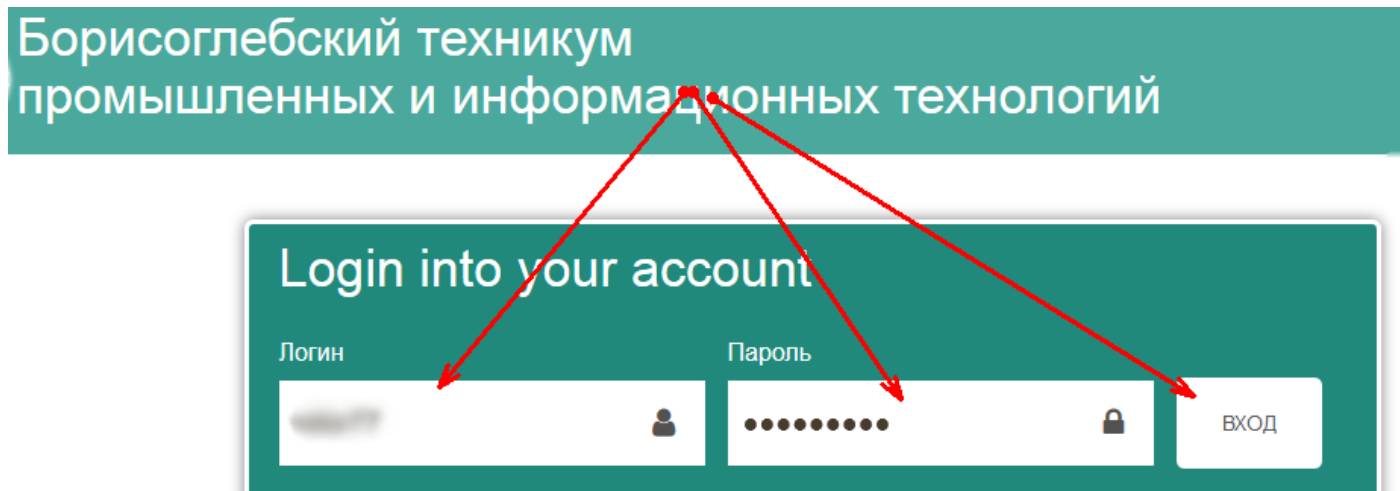 Борисоглебский техникум
промышленных и информационных технологий
Login into your account
Логин
Пароль
ВХОД